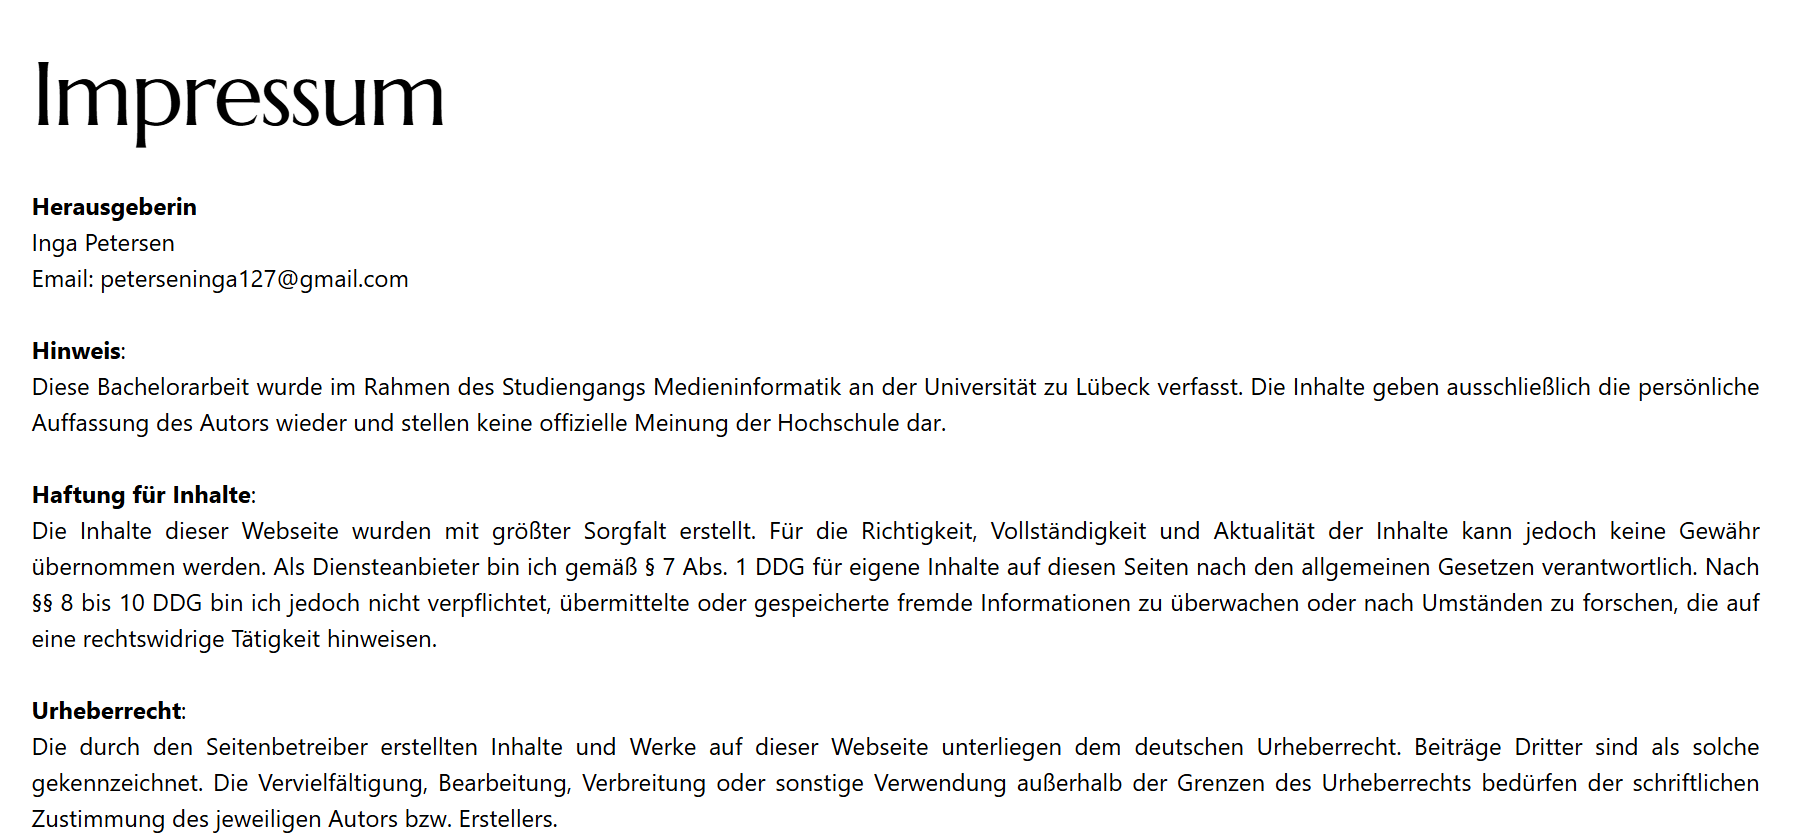 Impressum
Herausgeberin
Inga Petersen
Email: peterseninga127@gmail.com
Hinweis:
Diese Bachelorarbeit wurde im Rahmen des Studiengangs Medieninformatik an der Universität zu Lübeck verfasst. Die Inhalte geben ausschließlich die persönliche
Auffassung des Autors wieder und stellen keine offizielle Meinung der Hochschule dar.
Haftung für Inhalte:
Die Inhalte dieser Webseite wurden mit größter Sorgfalt erstellt. Für die Richtigkeit, Vollständigkeit und Aktualität der Inhalte kann jedoch keine Gewähr
übernommen werden. Als Diensteanbieter bin ich gemäß § 7 Abs. 1 DDG für eigene Inhalte auf diesen Seiten nach den allgemeinen Gesetzen verantwortlich. Nach
§§ 8 bis 10 DDG bin ich jedoch nicht verpflichtet, übermittelte oder gespeicherte fremde Informationen zu überwachen oder nach Umständen zu forschen, die auf
eine rechtswidrige Tätigkeit hinweisen.
Urheberrecht:
Die durch den Seitenbetreiber erstellten Inhalte und Werke auf dieser Webseite unterliegen dem deutschen Urheberrecht. Beiträge Dritter sind als solche
gekennzeichnet. Die Vervielfältigung, Bearbeitung, Verbreitung oder sonstige Verwendung außerhalb der Grenzen des Urheberrechts bedürfen der schriftlichen
Zustimmung des jeweiligen Autors bzw. Erstellers.